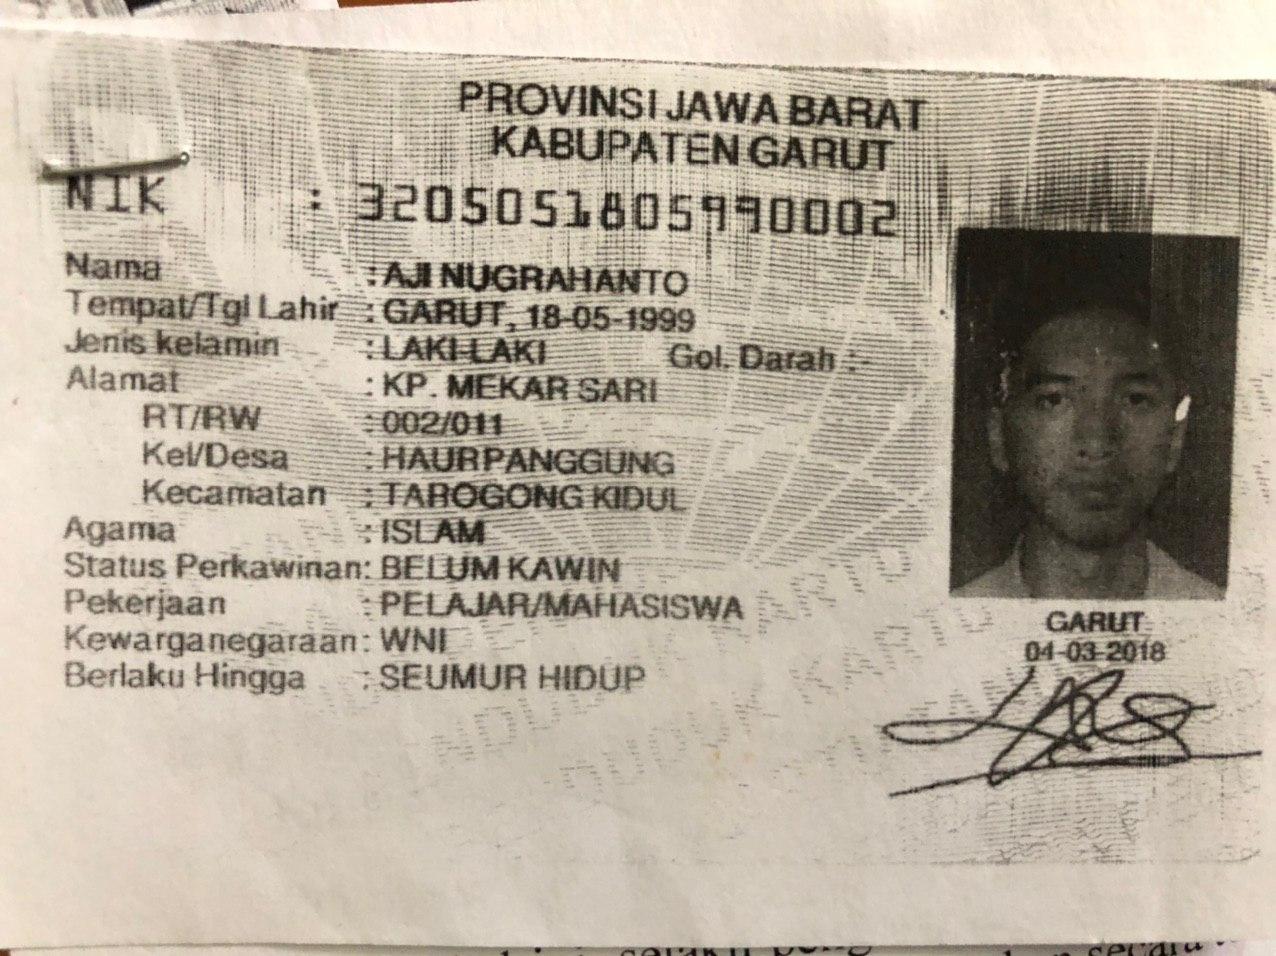 PROVINSI JAWA BARAT
KABUPATEN GARUT
NIK : 3205051805990002
Nama : AJI NUGRAHANTO
Tempat/Tgl Lahir : GARUT, 18-05-1999
Jenis kelamin : LAKI-LAKI Gol. Darah :-
Alamat : KP. MEKAR SARI
RT/RW : 002/011
Kel/Desa : HAURPANGGUNG
Kecamatan : TAROGONG KIDUL
Agama : ISLAM
Status Perkawinan: BELUM KAWIN
Pekerjaan : PELAJAR/MAHASISWA
Kewarganegaraan: WNI
Berlaku Hingga : SEUMUR HIDUP
GARUT
04-03-2018